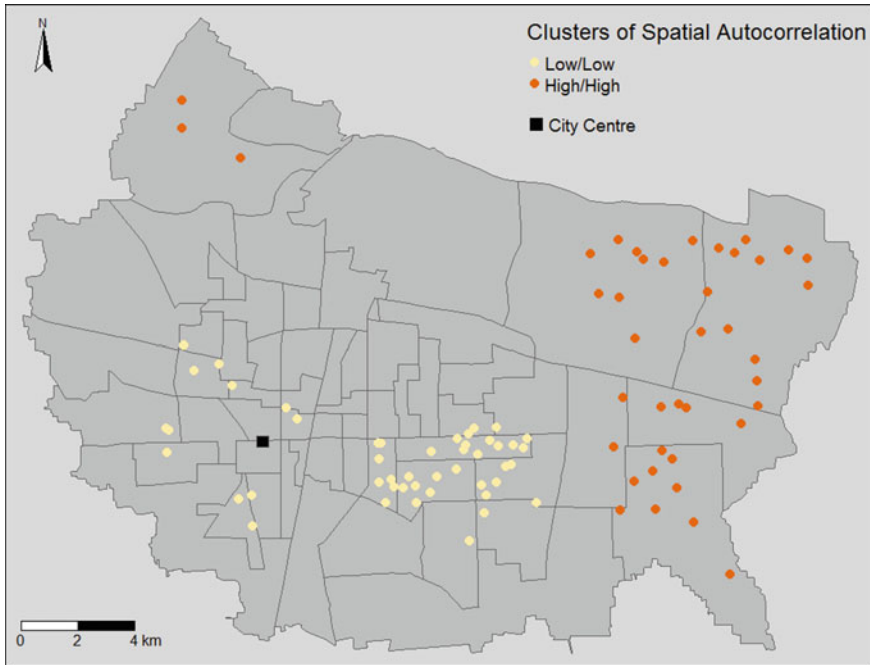 N
Clusters of Spatial Autocorrelation
Low/Low
High/High
City Centre
0 2 4 km